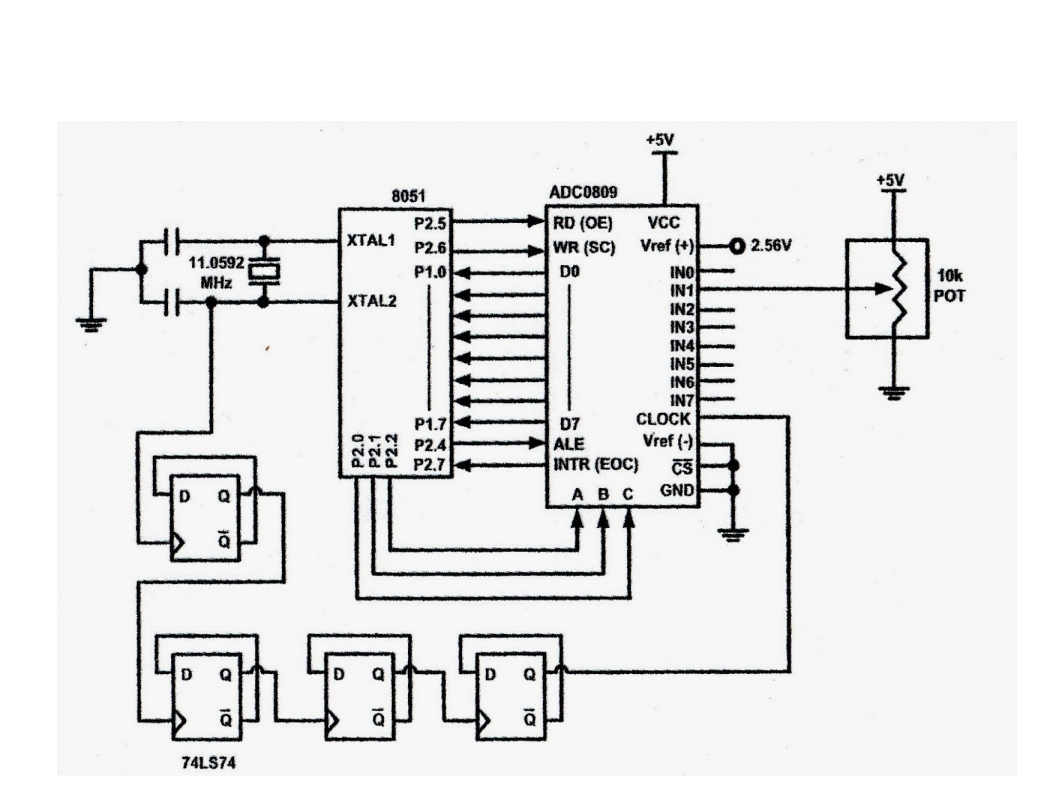 +5V
+5V
8051
ADC0809
XTAL1
P2.5
RD (OE)
VCC
P2.6
WR (SC)
Vref (+)
2.56V
11.0592
MHz
P1.0
D0
IN0
IN1
10k
POT
XTAL2
IN2
IN3
IN4
IN5
IN6
IN7
P1.7
D7
CLOCK
P2.0
P2.1
P2.2
P2.4
ALE
Vref (-)
P2.7
INTR (EOC)
CS̅
GND
A B C
D Q
Q̅
D Q
Q̅
D Q
Q̅
D Q
Q̅
74LS74